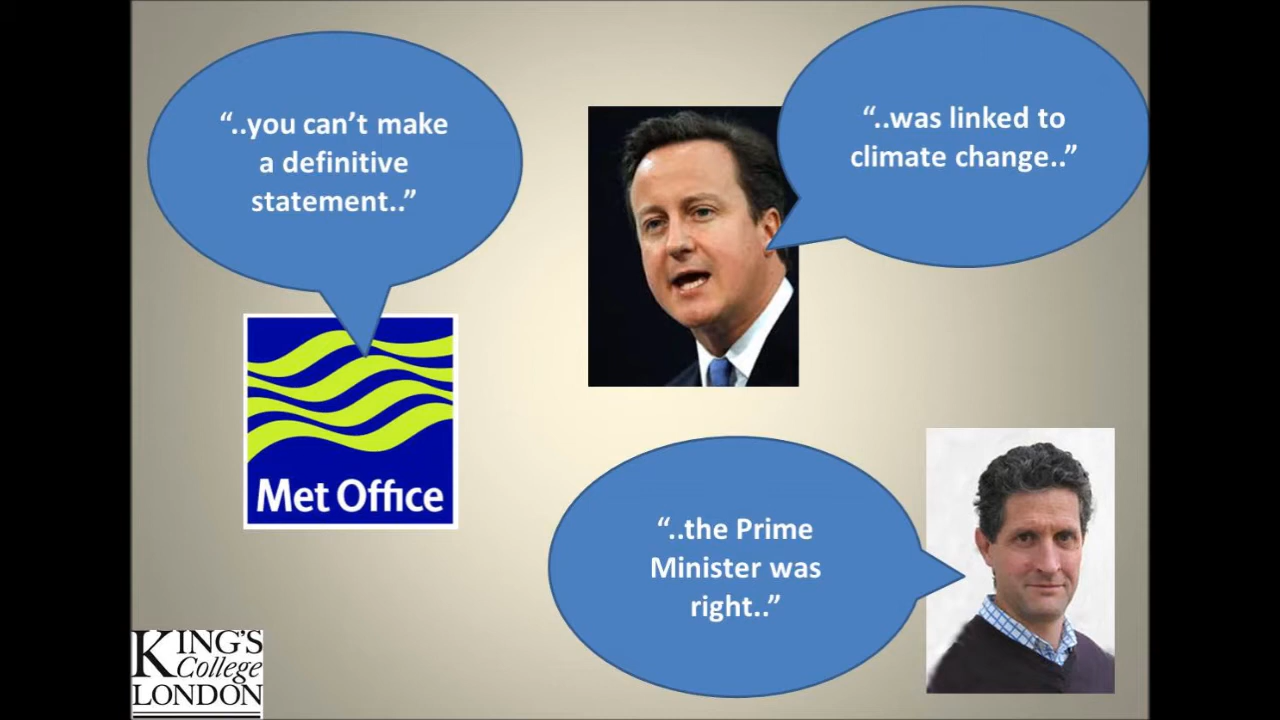 “..you can’t make
a definitive
statement..”
“..was linked to
climate change..”
Met Office
“..the Prime
Minister was
right..”
KING'S
College
LONDON